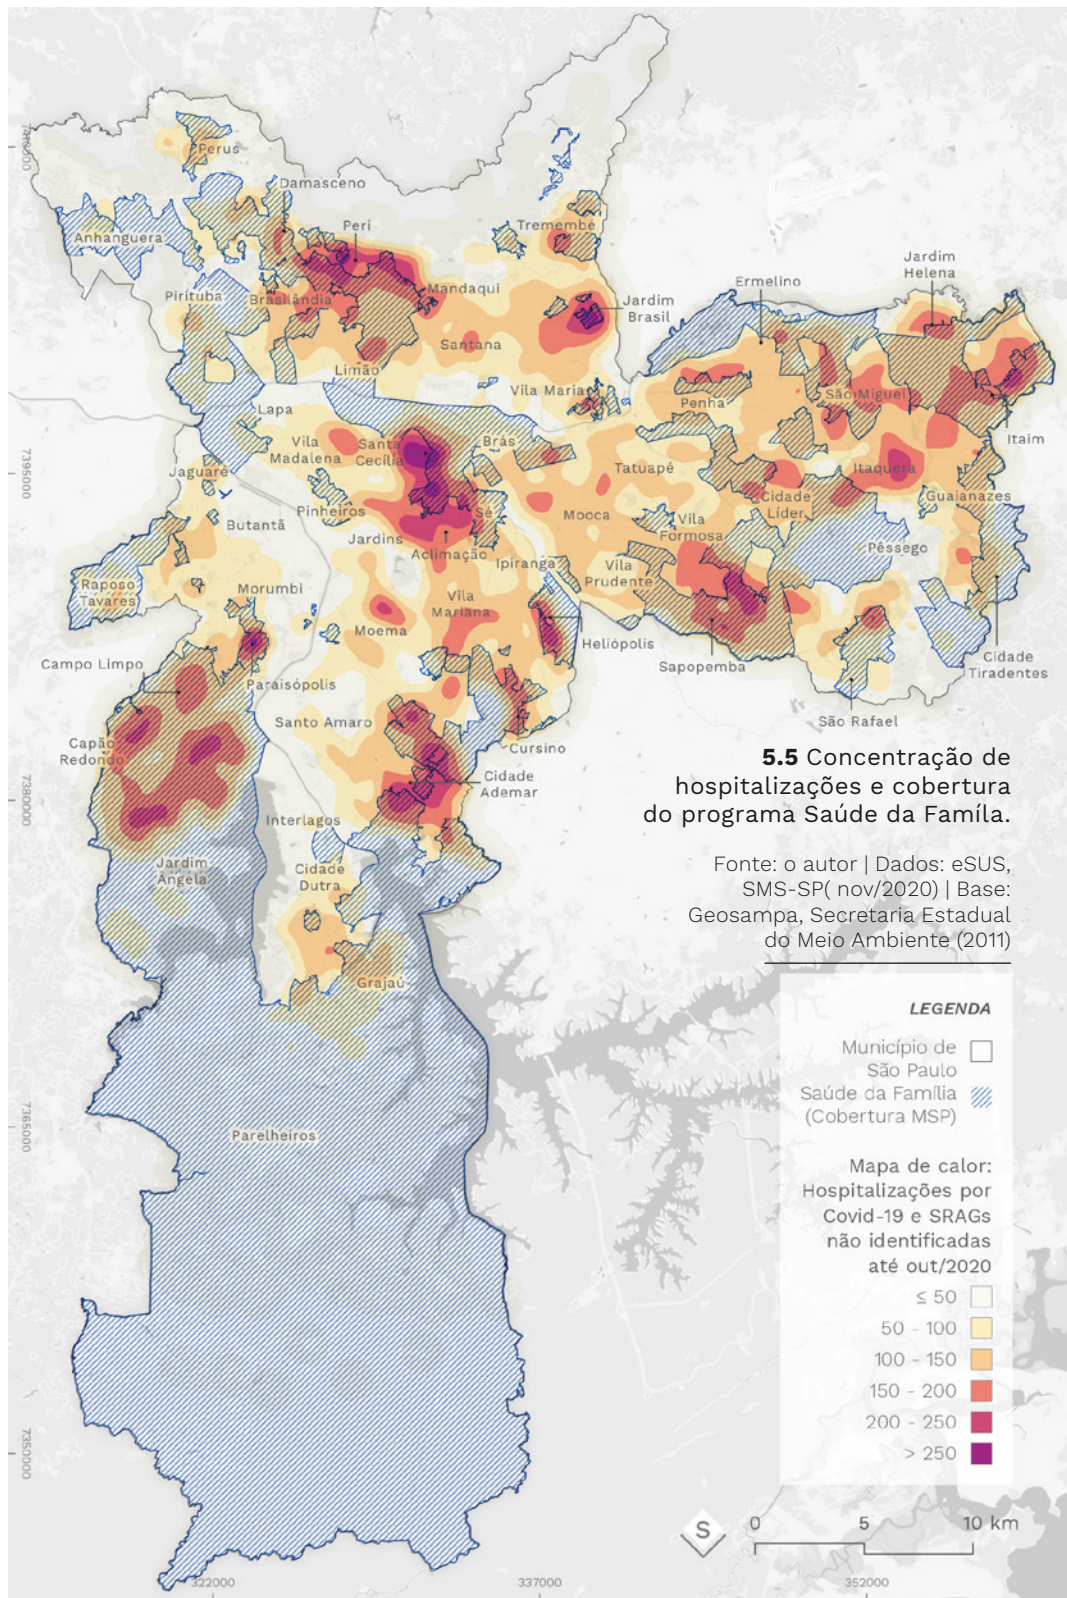 7410000
Perus
Damasceno
Peri
Tremembé
Anhanguera
Jardim
Helena
Ermelino
Mandaqui
Pirituba
Brasilândia
Jardim
Brasil
Santana
Limão
Vila Maria
Penha
São Miguel
Lapa
Itaim
Vila
Madalena
Santa
Cecília
Brás
Tatuapé
Itaquera
7395000
Jaguaré
Pinheiros
Sé
Mooca
Cidade
Líder
Guaianazes
Butantã
Jardins
Aclimação
Vila
Formosa
Pêssego
Ipiranga
Vila
Prudente
Raposo
Tavares
Morumbi
Vila
Mariana
Moema
Heliópolis
Sapopemba
Cidade
Tiradentes
Campo Limpo
Paraisópolis
Santo Amaro
São Rafael
Capão
Redondo
Cursino
Cidade
Ademar
7380000
Interlagos
Jardim
Ângela
Cidade
Dutra
Grajaú
5.5 Concentração de
hospitalizações e cobertura
do programa Saúde da Famíla.
Fonte: o autor | Dados: eSUS,
SMS-SP( nov/2020) | Base:
Geosampa, Secretaria Estadual
do Meio Ambiente (2011)
LEGENDA
Município de
São Paulo
Saúde da Família
(Cobertura MSP)
Mapa de calor:
Hospitalizações por
Covid-19 e SRAGs
não identificadas
até out/2020
≤ 50
50 - 100
100 - 150
150 - 200
200 - 250
> 250
7365000
Parelheiros
7350000
S
0 5 10 km
322000 337000 352000